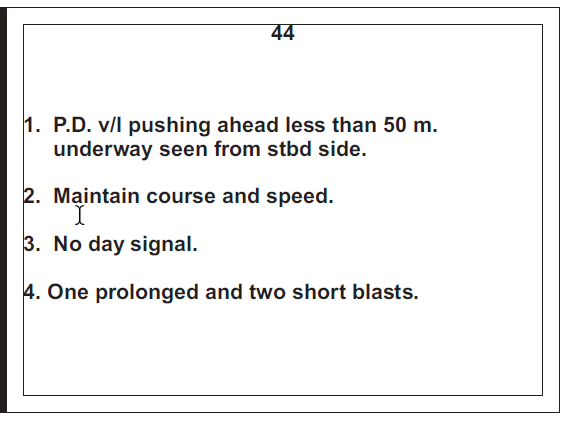 44
1. P.D. v/l pushing ahead less than 50 m.
underway seen from stbd side.
2. Maintain course and speed.
3. No day signal.
4. One prolonged and two short blasts.